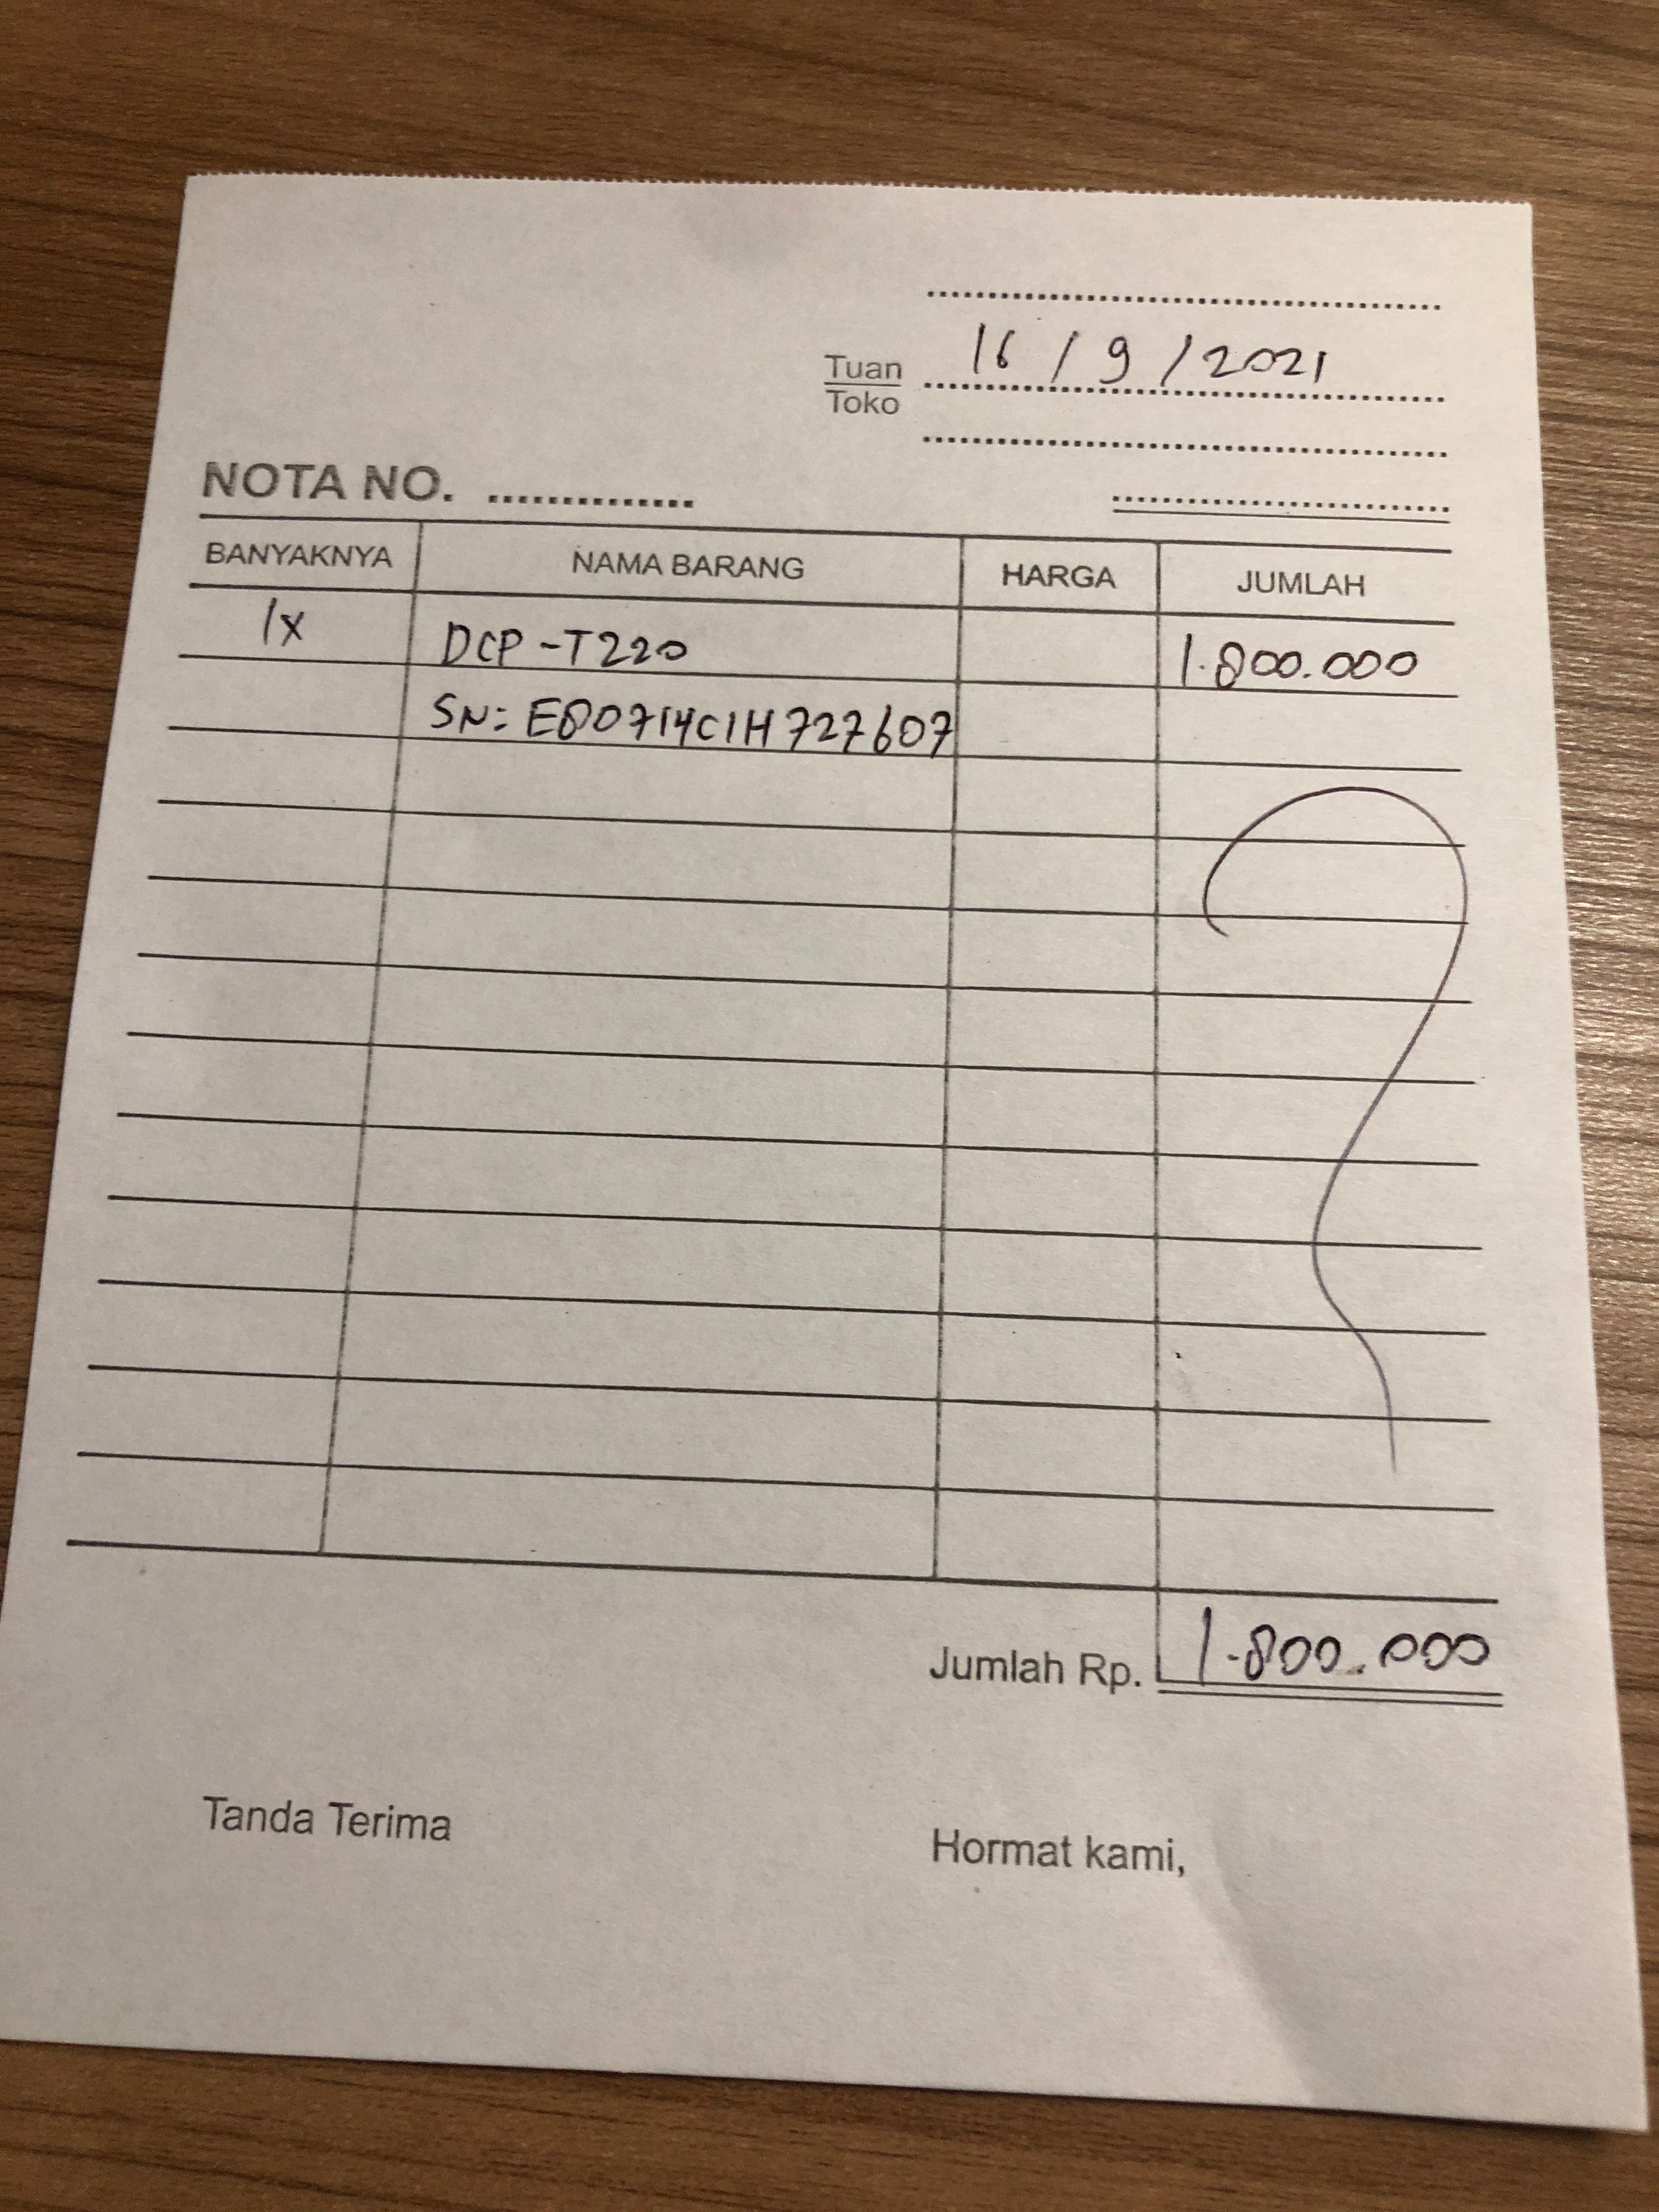 16 / 9 / 2021
Tuan
Toko
NOTA NO. ..............
BANYAKNYA NAMA BARANG HARGA JUMLAH
1x DCP-T220 1.800.000
SN: E80714C1H727607
Jumlah Rp. 1.800.000
Tanda Terima Hormat kami,